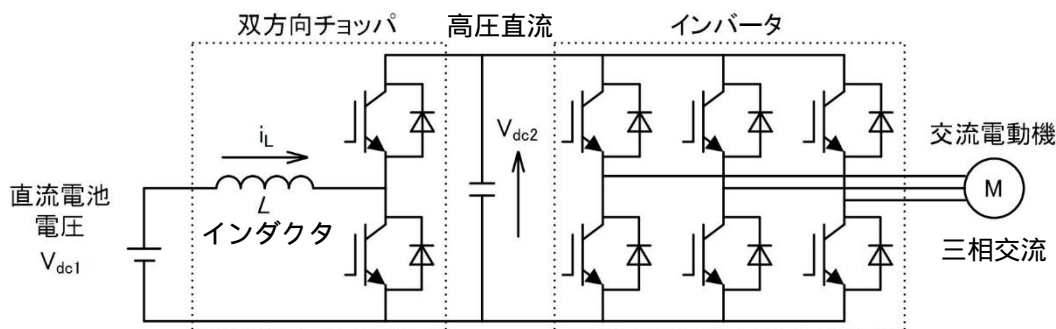 双方向チョッパ
高圧直流
インバータ
iL
Vdc2
交流電動機
直流電池
電圧
Vdc1
L
インダクタ
M
三相交流